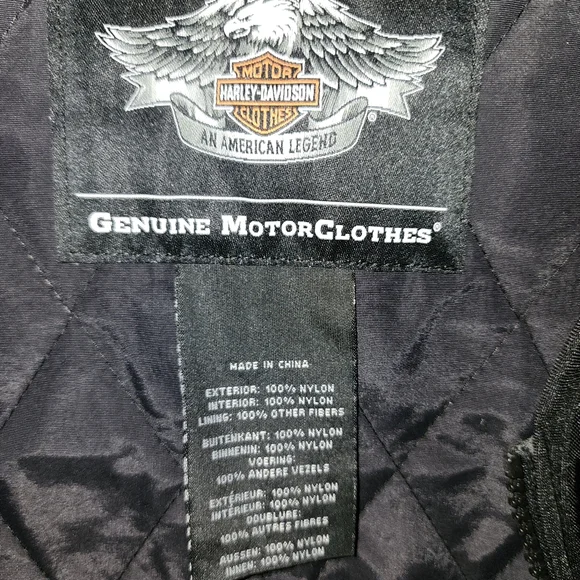 MOTOR
HARLEY-DAVIDSON
CLOTHES
®
AN AMERICAN LEGEND
GENUINE MOTORCLOTHES®
MADE IN CHINA
EXTERIOR: 100% NYLON
INTERIOR: 100% NYLON
LINING: 100% OTHER FIBERS
BUITENKANT: 100% NYLON
BINNENIN: 100% NYLON
VOERING:
100% ANDERE VEZELS
EXTÉRIEUR: 100% NYLON
INTÉRIEUR: 100% NYLON
DOUBLURE:
100% AUTRES FIBRES
AUSSEN: 100% NYLON
INNEN: 100% NYLON